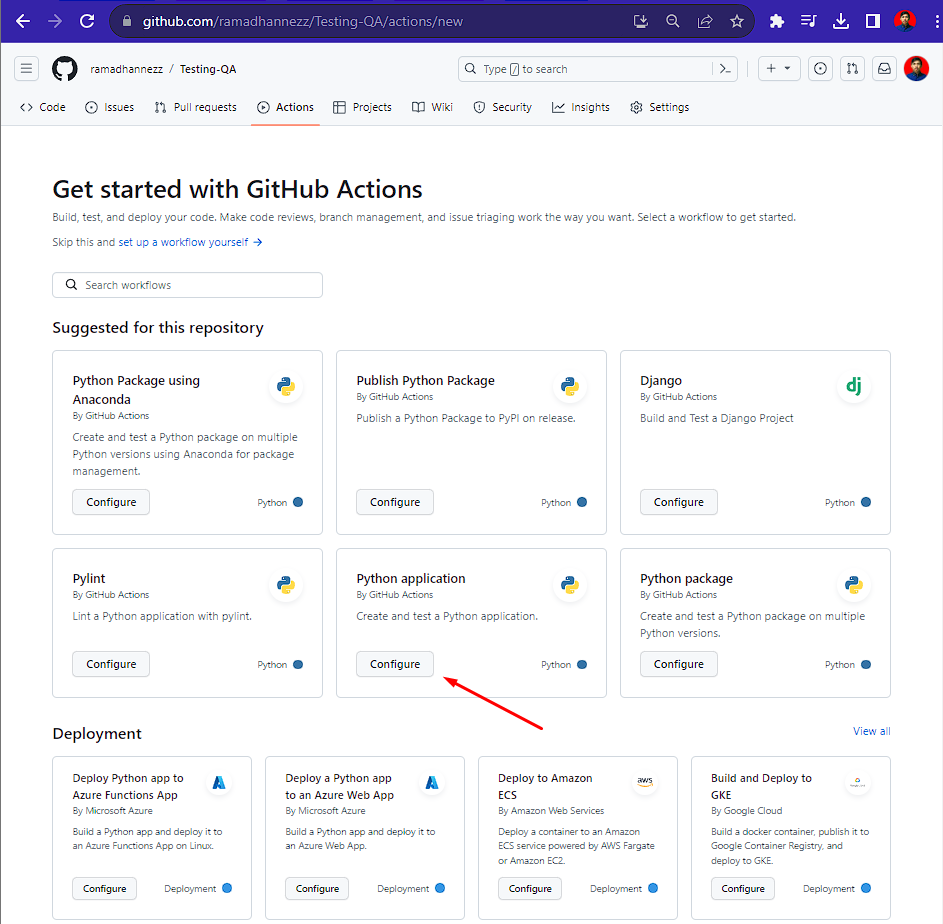 github.com/ramadhannezz/Testing-QA/actions/new
ramadhannezz / Testing-QA
Type / to search
Code Issues Pull requests Actions Projects Wiki Security Insights Settings
Get started with GitHub Actions
Build, test, and deploy your code. Make code reviews, branch management, and issue triaging work the way you want. Select a workflow to get started.
Skip this and set up a workflow yourself →
Search workflows
Suggested for this repository
Python Package using
Anaconda
By GitHub Actions
Create and test a Python package on multiple
Python versions using Anaconda for package
management.
Configure Python
Publish Python Package
By GitHub Actions
Publish a Python Package to PyPI on release.
Configure Python
Django
dj
By GitHub Actions
Build and Test a Django Project
Configure Python
Pylint
By GitHub Actions
Lint a Python application with pylint.
Configure Python
Python application
By GitHub Actions
Create and test a Python application.
Configure Python
Python package
By GitHub Actions
Create and test a Python package on multiple
Python versions.
Configure Python
Deployment
View all
Deploy Python app to
Azure Functions App
By Microsoft Azure
Build a Python app and deploy it to
an Azure Functions App on Linux.
Configure Deployment
Deploy a Python app
to an Azure Web App
By Microsoft Azure
Build a Python app and deploy it to
an Azure Web App.
Configure Deployment
Deploy to Amazon
ECS
aws
By Amazon Web Services
Deploy a container to an Amazon
ECS service powered by AWS Fargate
or Amazon EC2.
Configure Deployment
Build and Deploy to
GKE
By Google Cloud
Build a docker container, publish it to
Google Container Registry, and
deploy to GKE.
Configure Deployment